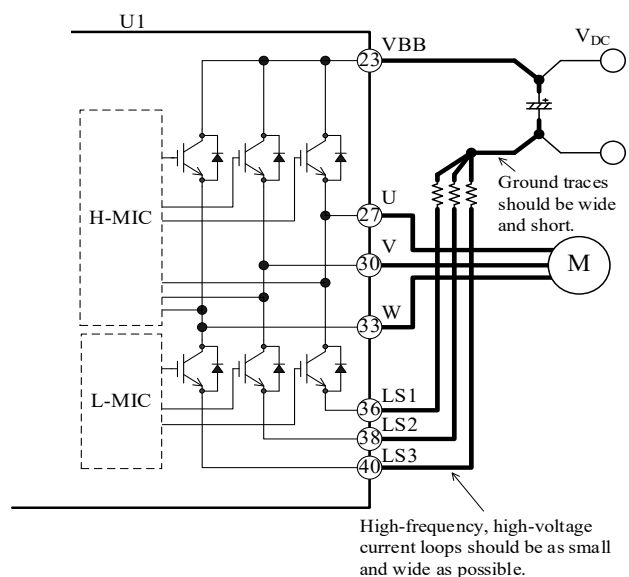 U1
VBB
23
VDC
+
H-MIC
Ground traces
should be wide
and short.
U
27
V
30
M
W
33
L-MIC
LS1
36
LS2
38
LS3
40
High-frequency, high-voltage
current loops should be as small
and wide as possible.